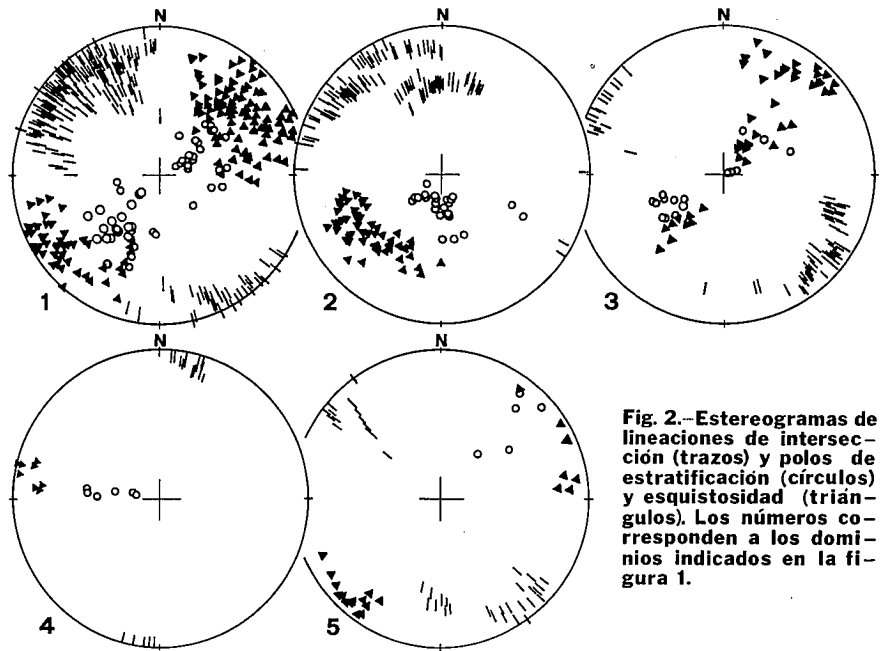 N
N
N
1
2
3
N
N
4
5
Fig. 2.-Estereogramas de
lineaciones de intersec-
ción (trazos) y polos de
estratificación (círculos)
y esquistosidad (trián-
gulos). Los números co-
rresponden a los domi-
nios indicados en la fi-
gura 1.